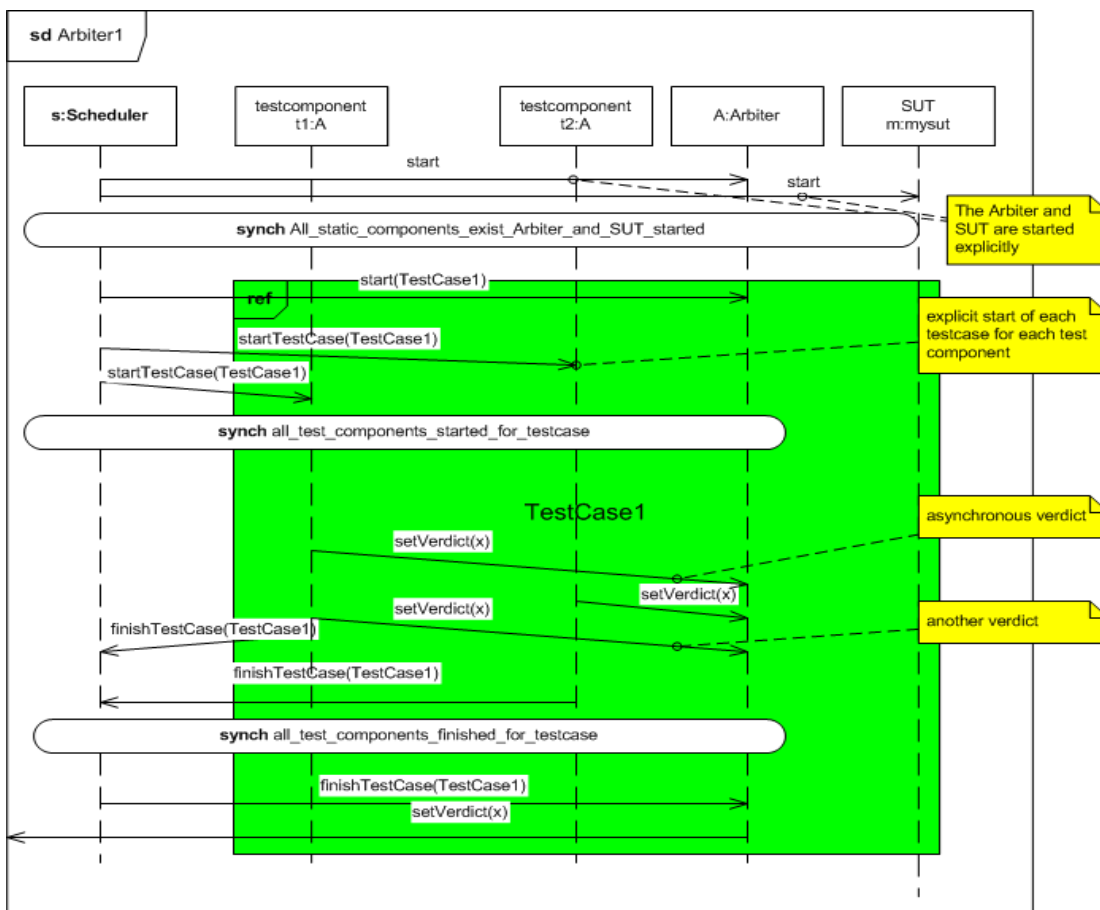 sd Arbiter1
s:Scheduler
testcomponent
t1:A
testcomponent
t2:A
A:Arbiter
SUT
m:mysut
start
start
The Arbiter and
SUT are started
explicitly
synch All_static_components_exist_Arbiter_and_SUT_started
start(TestCase1)
ref
explicit start of each
testcase for each test
component
startTestCase(TestCase1)
startTestCase(TestCase1)
synch all_test_components_started_for_testcase
TestCase1
asynchronous verdict
setVerdict(x)
setVerdict(x)
setVerdict(x)
another verdict
finishTestCase(TestCase1)
finishTestCase(TestCase1)
synch all_test_components_finished_for_testcase
finishTestCase(TestCase1)
setVerdict(x)